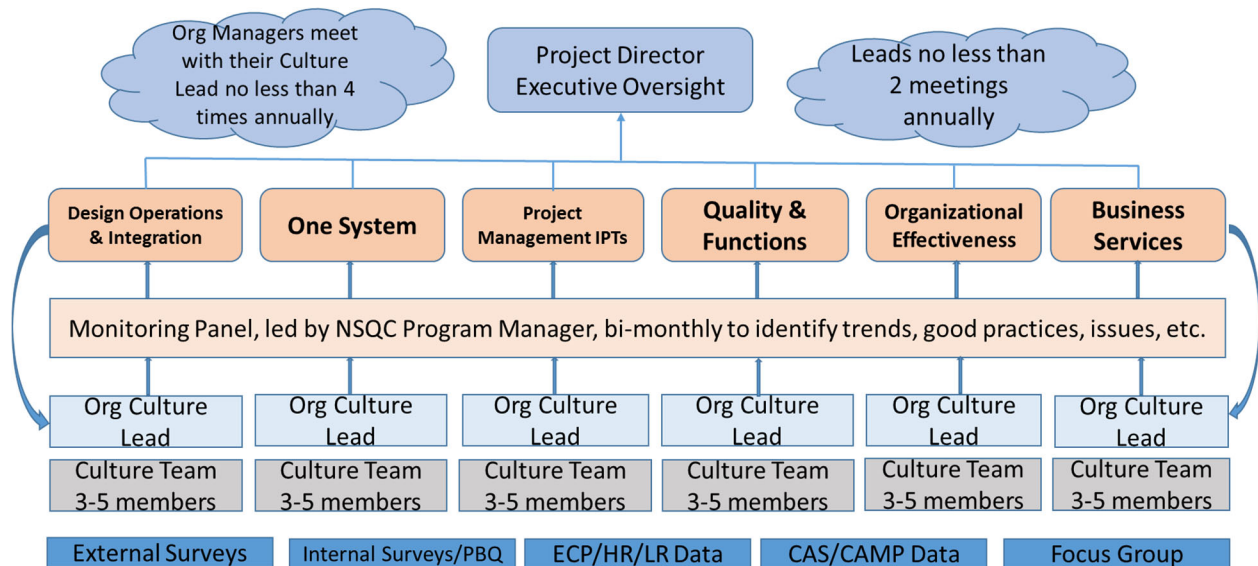 Org Managers meet
with their Culture
Lead no less than 4
times annually
Project Director
Executive Oversight
Leads no less than
2 meetings
annually
Design Operations
& Integration
One System
Project
Management IPTs
Quality &
Functions
Organizational
Effectiveness
Business
Services
Monitoring Panel, led by NSQC Program Manager, bi-monthly to identify trends, good practices, issues, etc.
Org Culture
Lead
Org Culture
Lead
Org Culture
Lead
Org Culture
Lead
Org Culture
Lead
Org Culture
Lead
Culture Team
3-5 members
Culture Team
3-5 members
Culture Team
3-5 members
Culture Team
3-5 members
Culture Team
3-5 members
Culture Team
3-5 members
External Surveys
Internal Surveys/PBQ
ECP/HR/LR Data
CAS/CAMP Data
Focus Group